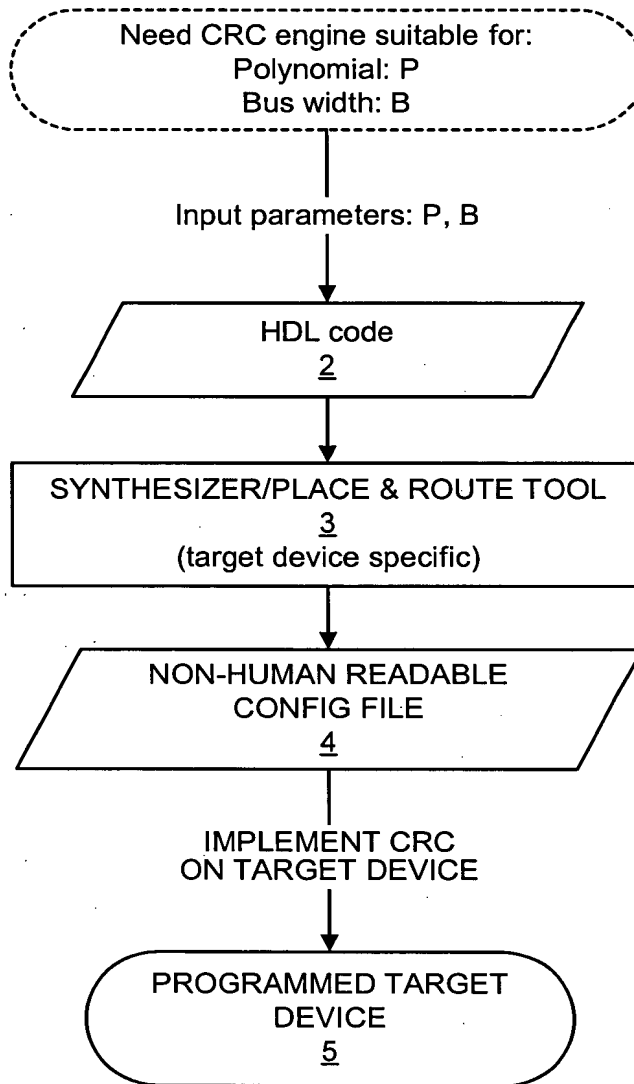 Need CRC engine suitable for:
Polynomial: P
Bus width: B
Input parameters: P, B
HDL code
2
SYNTHESIZER/PLACE & ROUTE TOOL
3
(target device specific)
NON-HUMAN READABLE
CONFIG FILE
4
IMPLEMENT CRC
ON TARGET DEVICE
PROGRAMMED TARGET
DEVICE
5